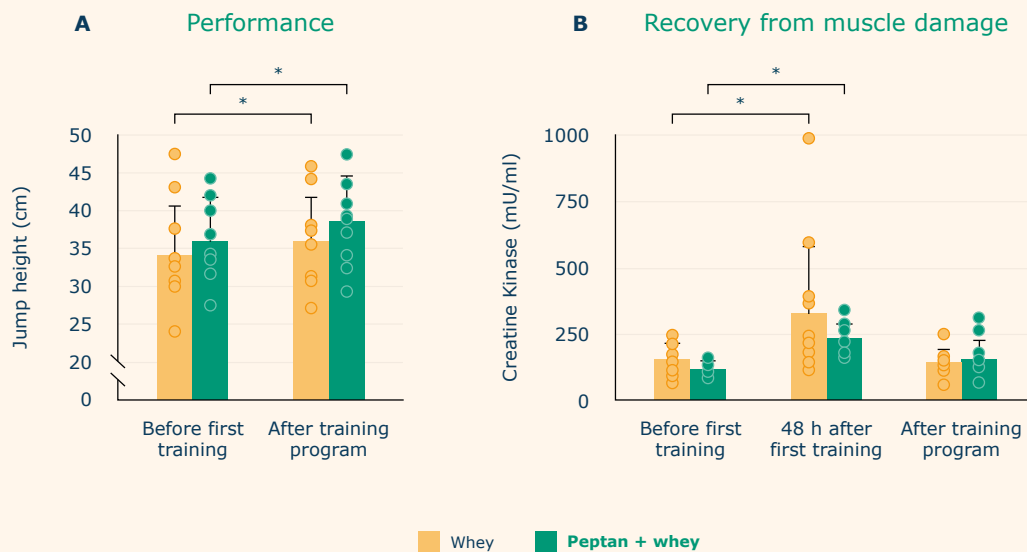 A Performance
*
*
50
45
40
35
30
20
0
Jump height (cm)
Before first
training
After training
program
B Recovery from muscle damage
*
*
1000
750
500
250
0
Creatine Kinase (mU/ml)
Before first
training
48 h after
first training
After training
program
Whey
Peptan + whey